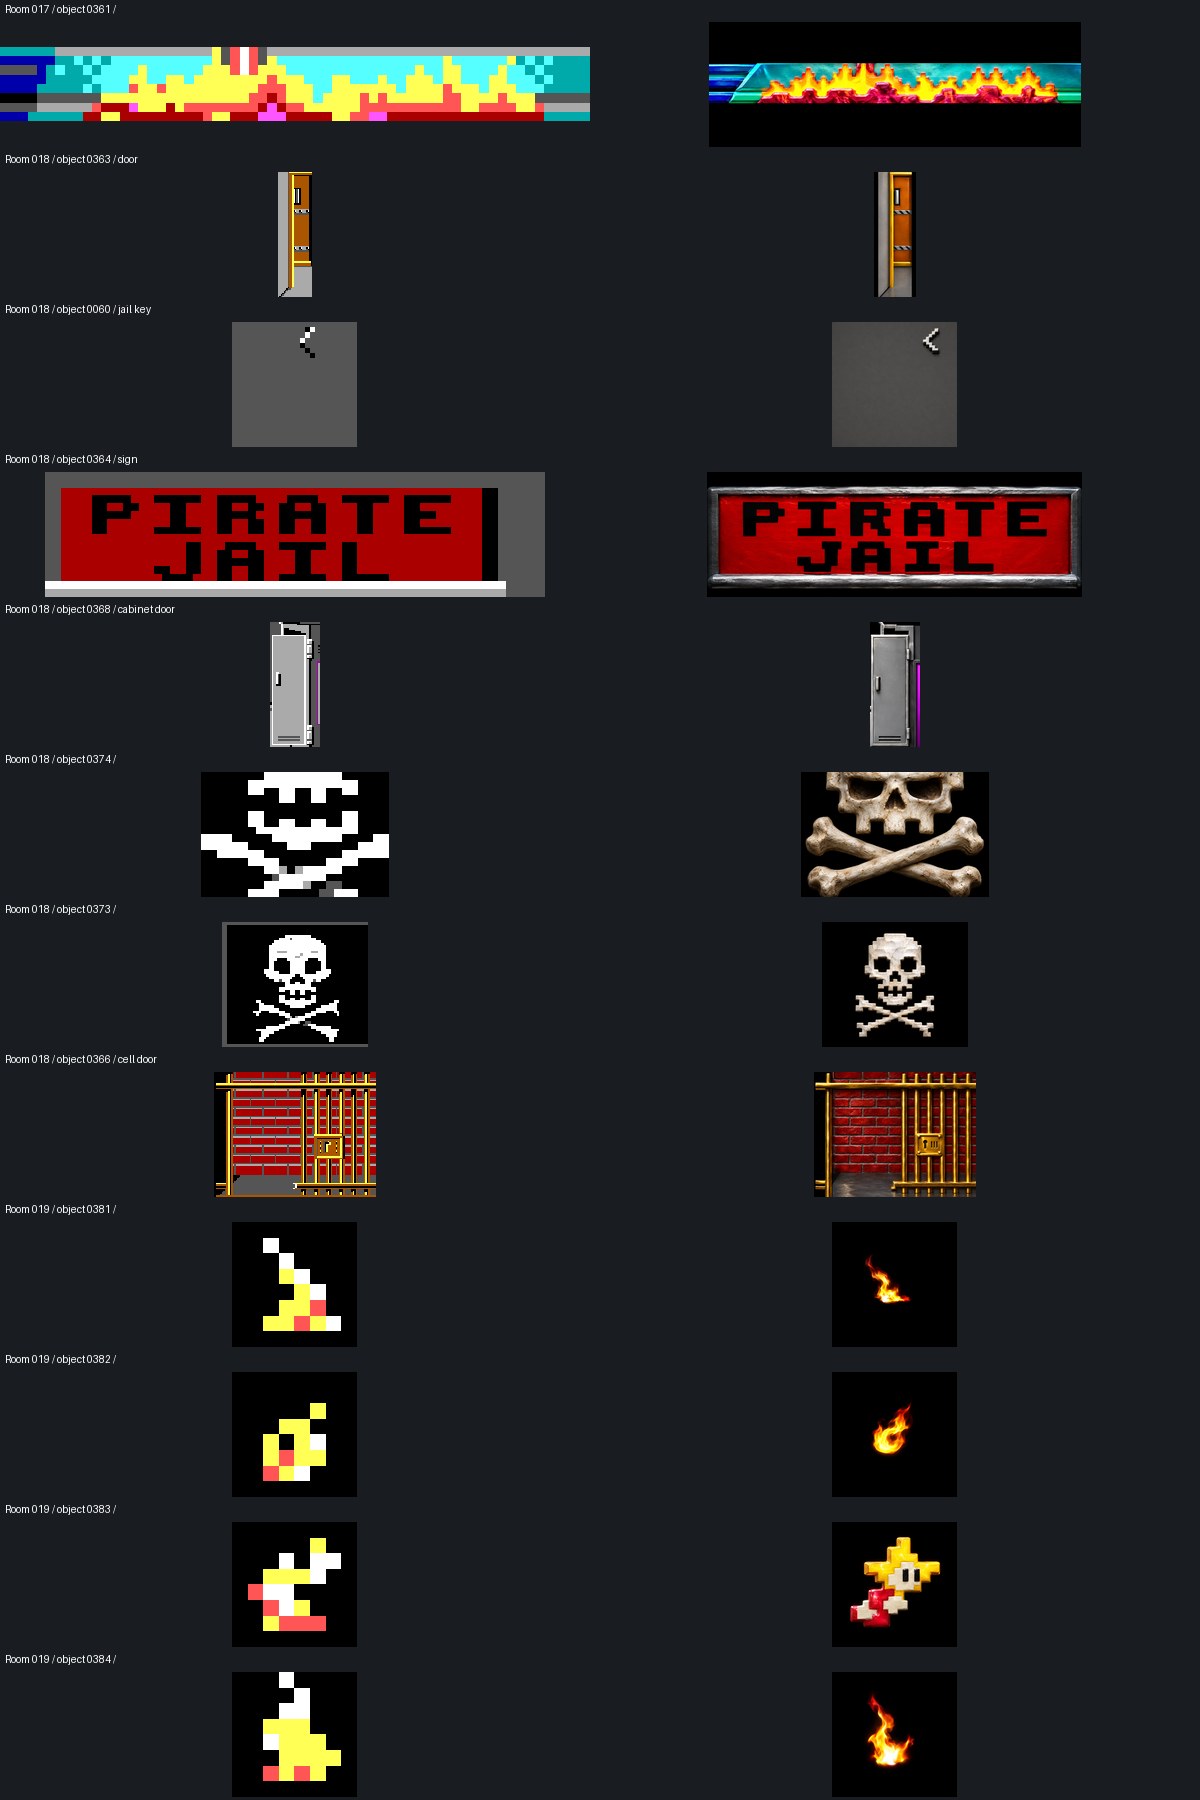 Room 017 / object 0361 /
Room 018 / object 0363 / door
Room 018 / object 0060 / jail key
Room 018 / object 0364 / sign
PIRATE
JAIL
PIRATE
JAIL
Room 018 / object 0368 / cabinet door
Room 018 / object 0374 /
Room 018 / object 0373 /
Room 018 / object 0366 / cell door
Room 019 / object 0381 /
Room 019 / object 0382 /
Room 019 / object 0383 /
Room 019 / object 0384 /